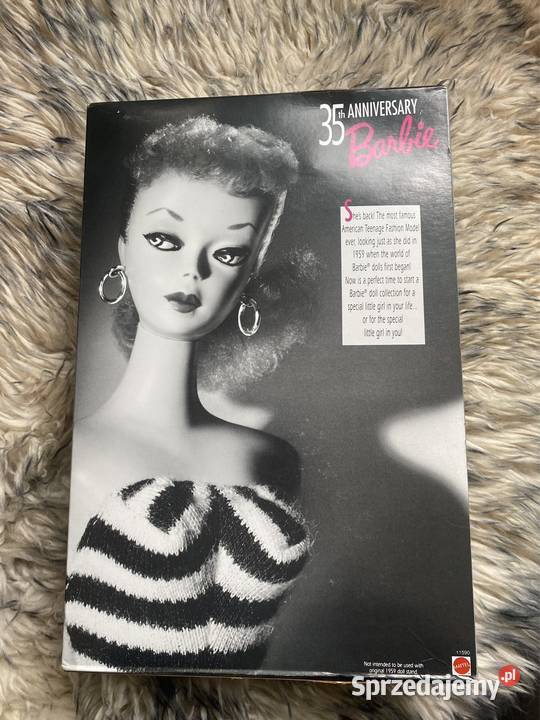 35th ANNIVERSARY
Barbie
She's back! The most famous
American Teenage Fashion Model
ever, looking just as she did in
1959 when the world of
Barbie® dolls first began!
Now is a perfect time to start a
Barbie® doll collection for a
special little girl in your life...
or for the special
little girl in you!
11590
Not intended to be used with
original 1959 doll stand.
MATTEL
Sprzedajemy.pl